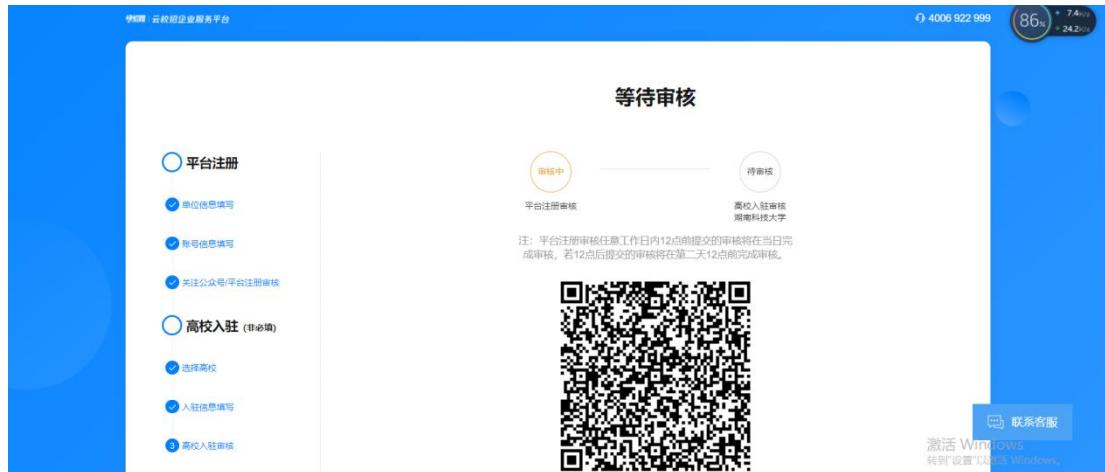 云校招企业服务平台
4006 922 999
86%
7.4K/s
24.2K/s
等待审核
平台注册
单位信息填写
账号信息填写
关注公众号/平台注册审核
高校入驻 (非必填)
选择高校
入驻信息填写
3 高校入驻审核
审核中
平台注册审核
待审核
高校入驻审核
湖南科技大学
注：平台注册审核任意工作日内12点前提交的审核将在当日完
成审核，若12点后提交的审核将在第二天12点前完成审核。
联系客服
激活 Windows
转到"设置"以激活 Windows。